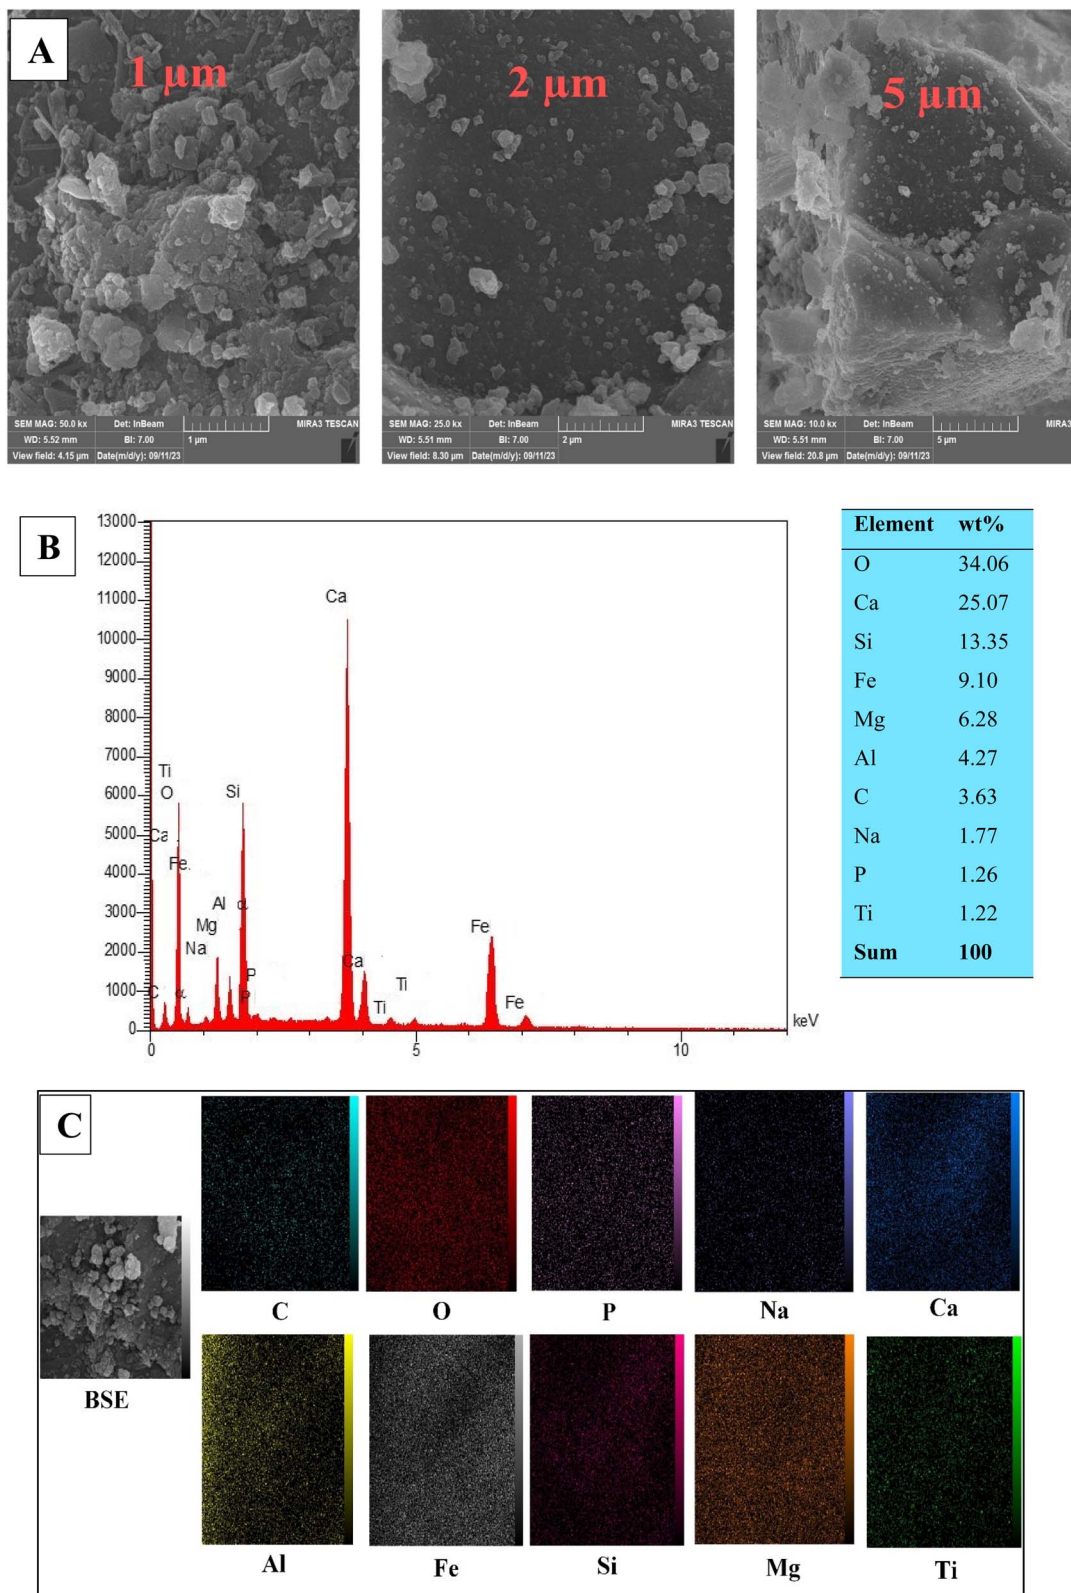 A
1 µm
2 µm
5 µm
SEM MAG: 50.0 kx Det: InBeam MIRA3 TESCAN
WD: 5.52 mm BI: 7.00 1 µm
View field: 4.15 µm Date(m/d/y): 09/11/23
SEM MAG: 25.0 kx Det: InBeam MIRA3 TESCAN
WD: 5.51 mm BI: 7.00 2 µm
View field: 8.30 µm Date(m/d/y): 09/11/23
SEM MAG: 10.0 kx Det: InBeam MIRA3 TESCAN
WD: 5.51 mm BI: 7.00 5 µm
View field: 20.8 µm Date(m/d/y): 09/11/23
B
13000
12000
11000
10000
9000
8000
7000
6000
5000
4000
3000
2000
1000
0
Ca
Ti
O
Si
Ca
Fe
Al
α
Mg
Na
P
C
α
P
Ca
Ti
Ti
Fe
Fe
0 5 10
keV
Element wt%
O 34.06
Ca 25.07
Si 13.35
Fe 9.10
Mg 6.28
Al 4.27
C 3.63
Na 1.77
P 1.26
Ti 1.22
Sum 100
C
BSE
C O P Na Ca
Al Fe Si Mg Ti